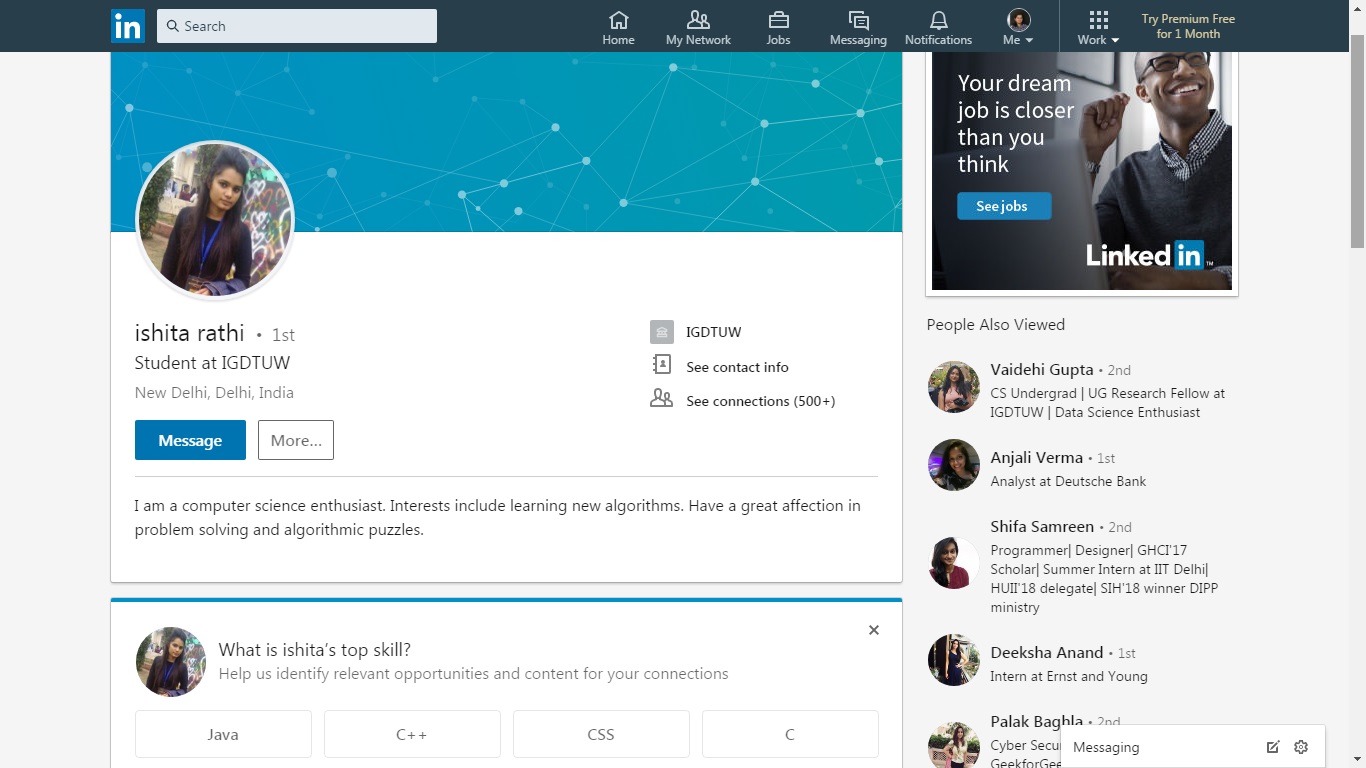 in
Search
Home
My Network
Jobs
Messaging
Notifications
Me
Work
Try Premium Free
for 1 Month
ishita rathi • 1st
Student at IGDTUW
New Delhi, Delhi, India
Message
More...
IGDTUW
See contact info
See connections (500+)
I am a computer science enthusiast. Interests include learning new algorithms. Have a great affection in
problem solving and algorithmic puzzles.
What is ishita's top skill?
Help us identify relevant opportunities and content for your connections
Java
C++
CSS
C
Your dream
job is closer
than you
think
See jobs
Linked in
People Also Viewed
Vaidehi Gupta • 2nd
CS Undergrad | UG Research Fellow at
IGDTUW | Data Science Enthusiast
Anjali Verma • 1st
Analyst at Deutsche Bank
Shifa Samreen • 2nd
Programmer| Designer| GHCI'17
Scholar| Summer Intern at IIT Delhi|
HUII'18 delegate| SIH'18 winner DIPP
ministry
Deeksha Anand • 1st
Intern at Ernst and Young
Palak Baghla • 2nd
Cyber
Messaging